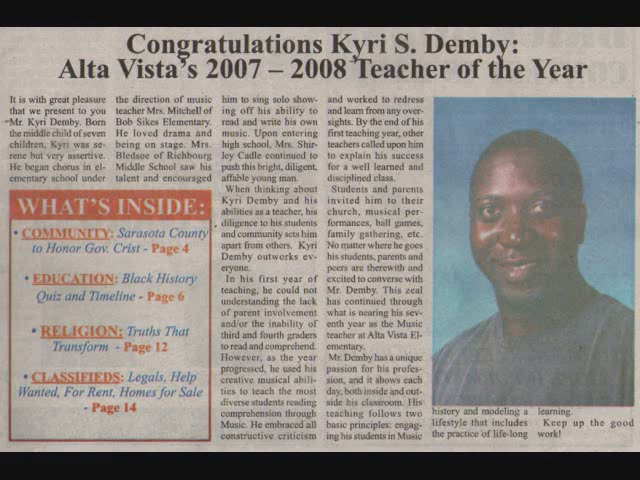 Congratulations Kyri S. Demby:
Alta Vista's 2007 – 2008 Teacher of the Year
It is with great pleasure
that we present to you
Mr. Kyri Demby. Born
the middle child of seven
children, Kyri was se-
rene but very assertive.
He began chorus in el-
ementary school under
the direction of music
teacher Mrs. Mitchell of
Bob Sikes Elementary.
He loved drama and
being on stage. Mrs.
Bledsoe of Richbourg
Middle School saw his
talent and encouraged
him to sing solo show-
ing off his ability to
read and write his own
music. Upon entering
high school, Mrs. Shir-
ley Cadle continued to
push this bright, diligent,
affable young man.
When thinking about
Kyri Demby and his
abilities as a teacher, his
diligence to his students
and community sets him
apart from others. Kyri
Demby outworks ev-
eryone.
In his first year of
teaching, he could not
understanding the lack
of parent involvement
and/or the inability of
third and fourth graders
to read and comprehend.
However, as the year
progressed, he used his
creative musical abili-
ties to teach the most
diverse students reading
comprehension through
Music. He embraced all
constructive criticism
and worked to redress
and learn from any over-
sights. By the end of his
first teaching year, other
teachers called upon him
to explain his success
for a well learned and
disciplined class.
Students and parents
invited him to their
church, musical per-
formances, ball games,
family gathering, etc.
No matter where he goes
his students, parents and
peers are therewith and
excited to converse with
Mr. Demby. This zeal
has continued through
what is nearing his sev-
enth year as the Music
teacher at Alta Vista El-
ementary.
Mr. Demby has a unique
passion for his profes-
sion, and it shows each
day, both inside and out-
side his classroom. His
teaching follows two
basic principles: engag-
ing his students in Music
history and modeling a
lifestyle that includes
the practice of life-long
learning.
Keep up the good
work!
WHAT'S INSIDE:
• COMMUNITY: Sarasota County
to Honor Gov. Crist - Page 4
• EDUCATION: Black History
Quiz and Timeline - Page 6
• RELIGION: Truths That
Transform - Page 12
• CLASSIFIEDS: Legals, Help
Wanted, For Rent, Homes for Sale
- Page 14